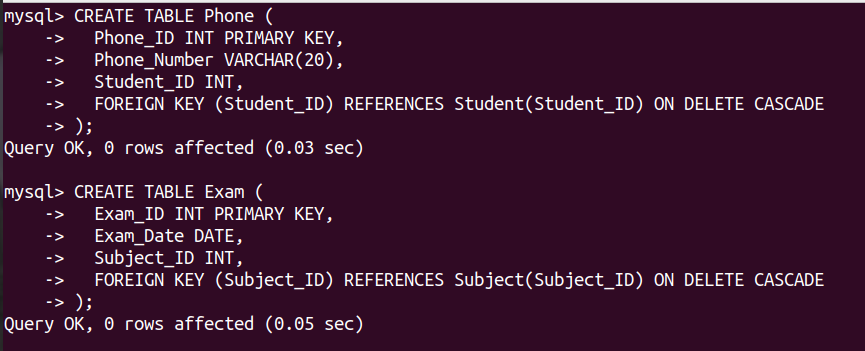 mysql> CREATE TABLE Phone (
    ->   Phone_ID INT PRIMARY KEY,
    ->   Phone_Number VARCHAR(20),
    ->   Student_ID INT,
    ->   FOREIGN KEY (Student_ID) REFERENCES Student(Student_ID) ON DELETE CASCADE
    -> );
Query OK, 0 rows affected (0.03 sec)

mysql> CREATE TABLE Exam (
    ->   Exam_ID INT PRIMARY KEY,
    ->   Exam_Date DATE,
    ->   Subject_ID INT,
    ->   FOREIGN KEY (Subject_ID) REFERENCES Subject(Subject_ID) ON DELETE CASCADE
    -> );
Query OK, 0 rows affected (0.05 sec)